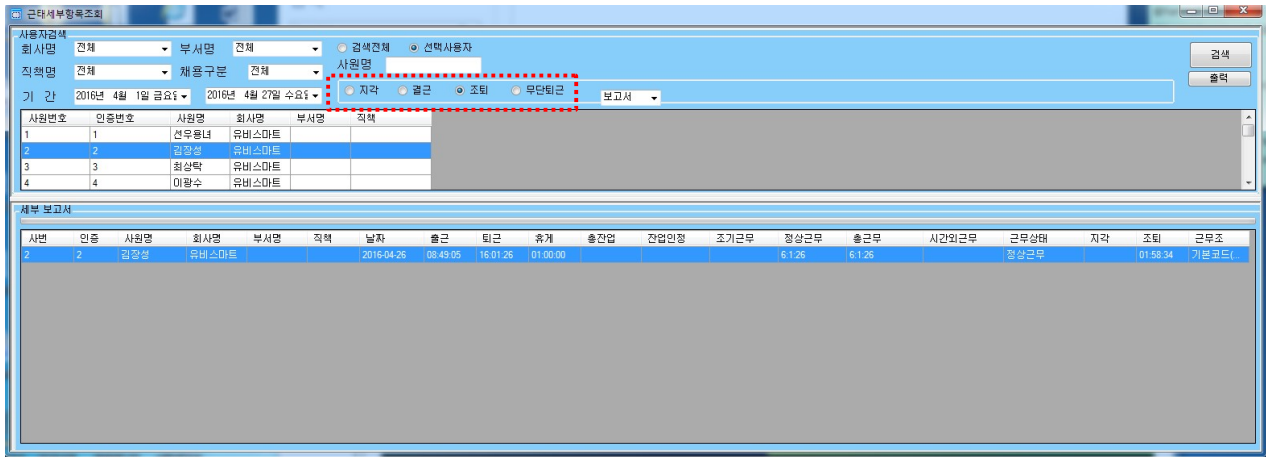 근태세부항목조회
사용자검색
회사명 전체 부서명 전체 검색전체 선택사용자 검색
직책명 전체 채용구분 전체 사원명 출력
기 간 2016년 4월 1일 금요일 2016년 4월 27일 수요일 지각 결근 조퇴 무단퇴근 보고서
사원번호 인증번호 사원명 회사명 부서명 직책
1 1 선우용녀 유비스마트
2 2 김장성 유비스마트
3 3 최상탁 유비스마트
4 4 이광수 유비스마트
세부 보고서
사번 인증 사원명 회사명 부서명 직책 날짜 출근 퇴근 휴게 총잔업 잔업인정 조기근무 정상근무 총근무 시간외근무 근무상태 지각 조퇴 근무조
2 2 김장성 유비스마트 2016-04-26 08:49:05 16:01:26 01:00:00 6:1:26 6:1:26 정상근무 01:58:34 기본코드(...